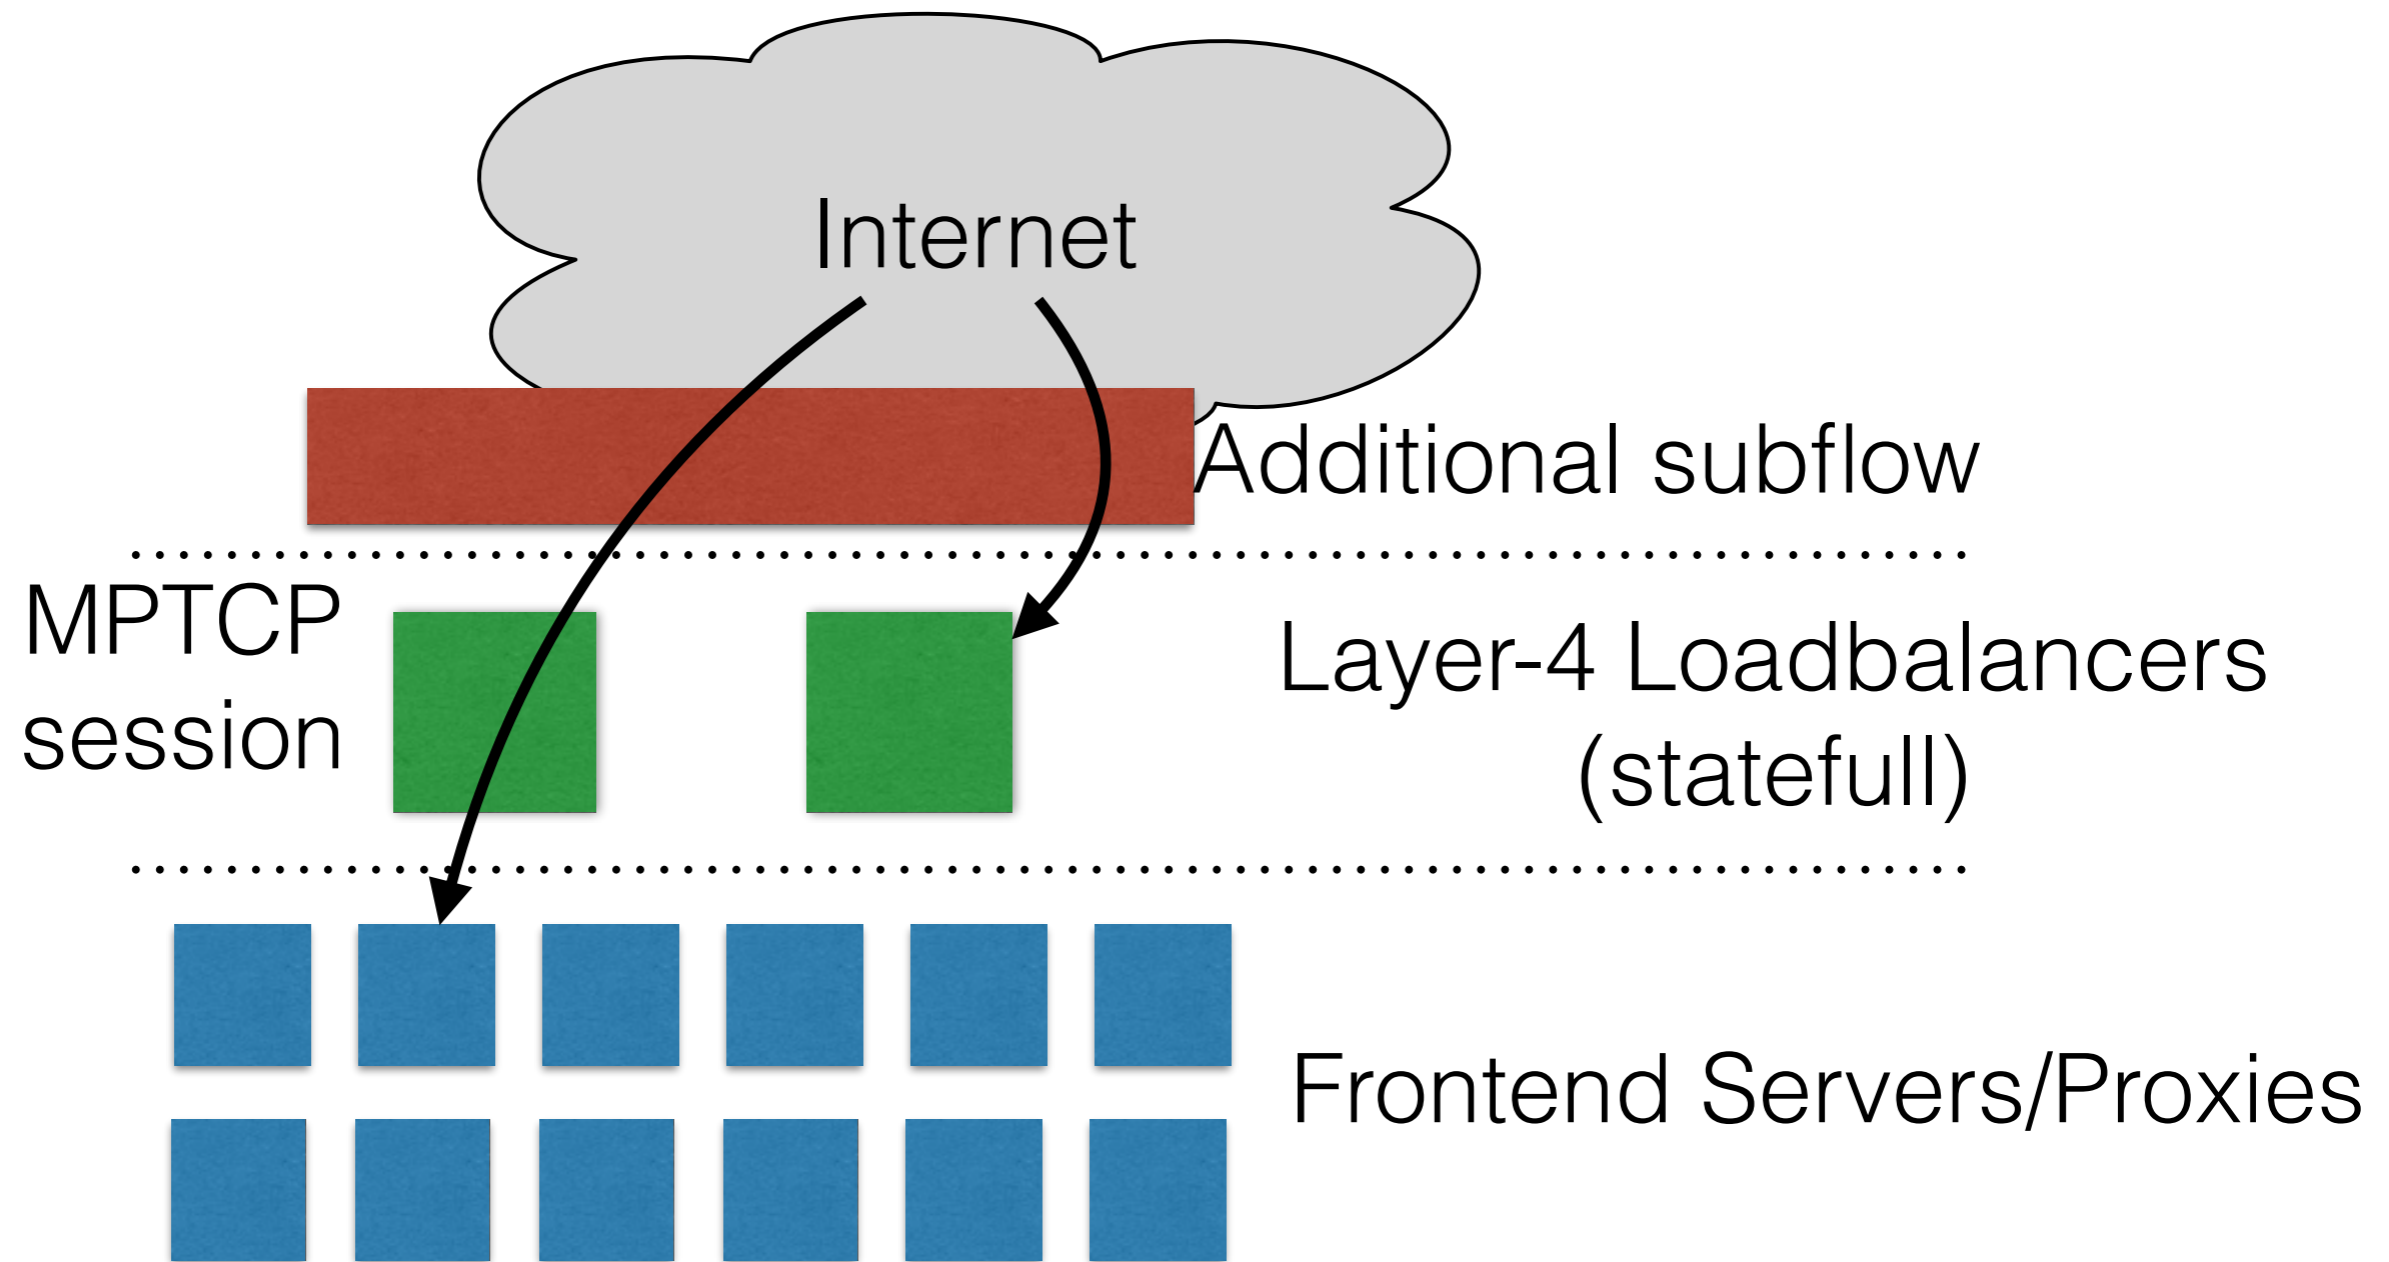 Internet
Additional subflow
MPTCP
session
Layer-4 Loadbalancers
(statefull)
Frontend Servers/Proxies